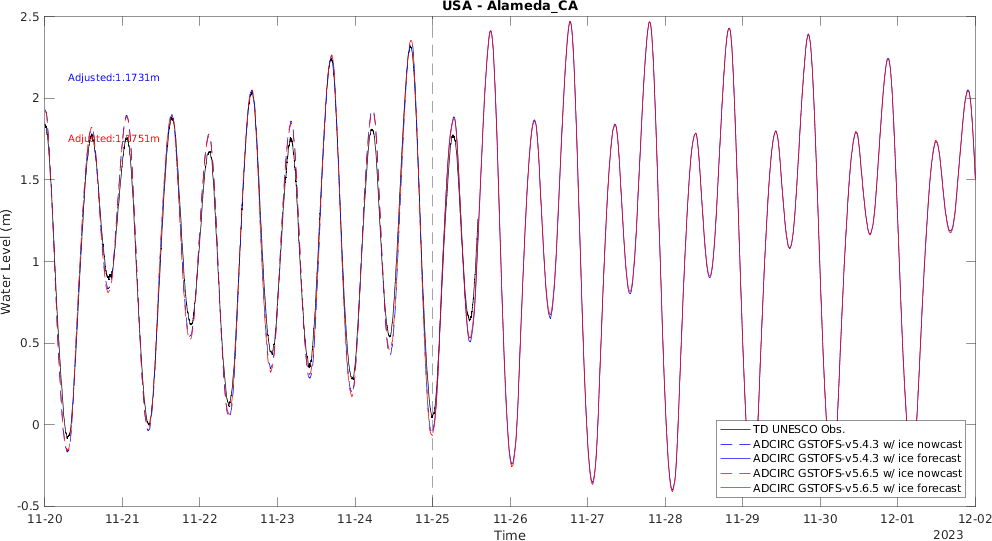 USA - Alameda_CA
2.5
2
1.5
1
0.5
0
-0.5
Water Level (m)
Adjusted:1.1731m
11-20
11-21
11-22
11-23
11-24
11-25
11-26
11-27
11-28
11-29
11-30
12-01
12-02
Time
2023
TD UNESCO Obs.
ADCIRC GSTOFS-v5.4.3 w/ ice nowcast
ADCIRC GSTOFS-v5.4.3 w/ ice forecast
ADCIRC GSTOFS-v5.6.5 w/ ice nowcast
ADCIRC GSTOFS-v5.6.5 w/ ice forecast